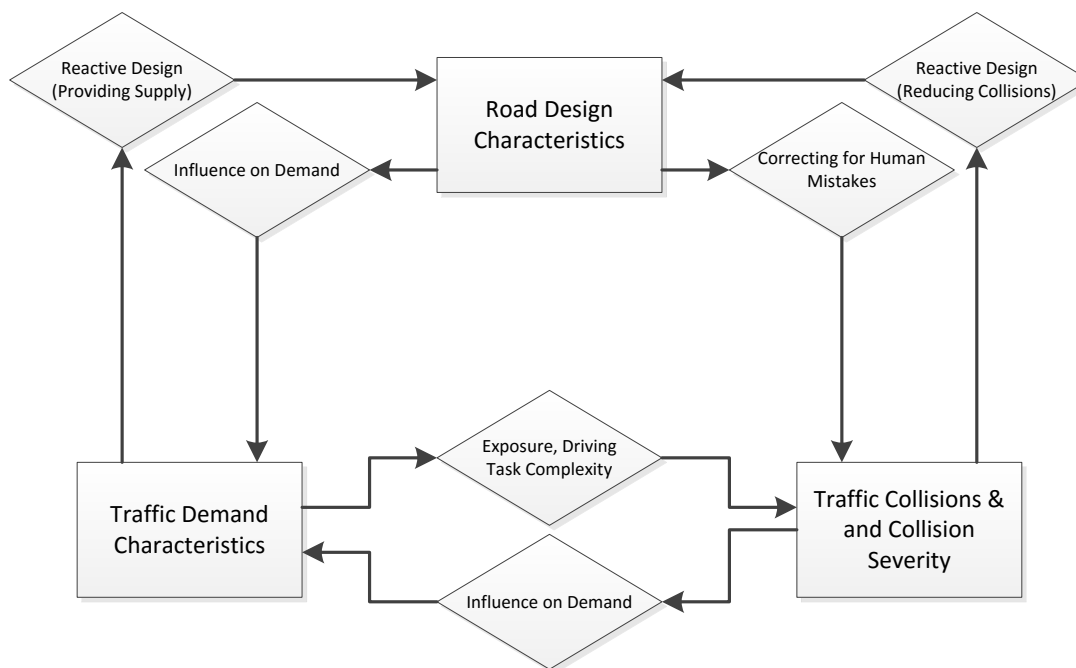 Reactive Design
(Providing Supply)
Road Design
Characteristics
Reactive Design
(Reducing Collisions)
Influence on Demand
Correcting for Human
Mistakes
Exposure, Driving
Task Complexity
Traffic Demand
Characteristics
Traffic Collisions &
and Collision
Severity
Influence on Demand